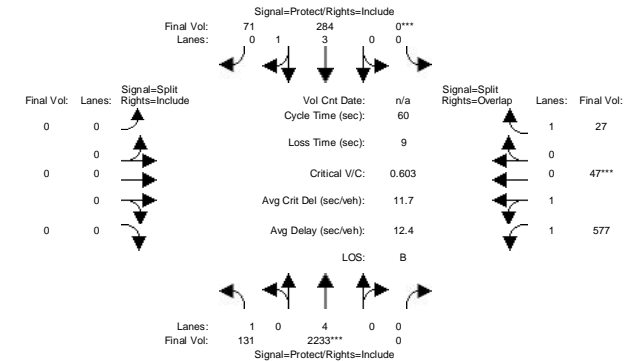 Signal=Protect/Rights=Include
Final Vol: 71 284 0***
Lanes: 0 1 3 0 0
Signal=Split
Final Vol: Lanes: Rights=Include
Vol Cnt Date: n/a
Signal=Split
Rights=Overlap Lanes: Final Vol:
Cycle Time (sec): 60
0 0 1 27
Loss Time (sec): 9
0 0
0 0 Critical V/C: 0.603 0 47***
0 Avg Crit Del (sec/veh): 11.7 1
0 0 Avg Delay (sec/veh): 12.4 1 577
LOS: B
Lanes: 1 0 4 0 0
Final Vol: 131 2233*** 0
Signal=Protect/Rights=Include